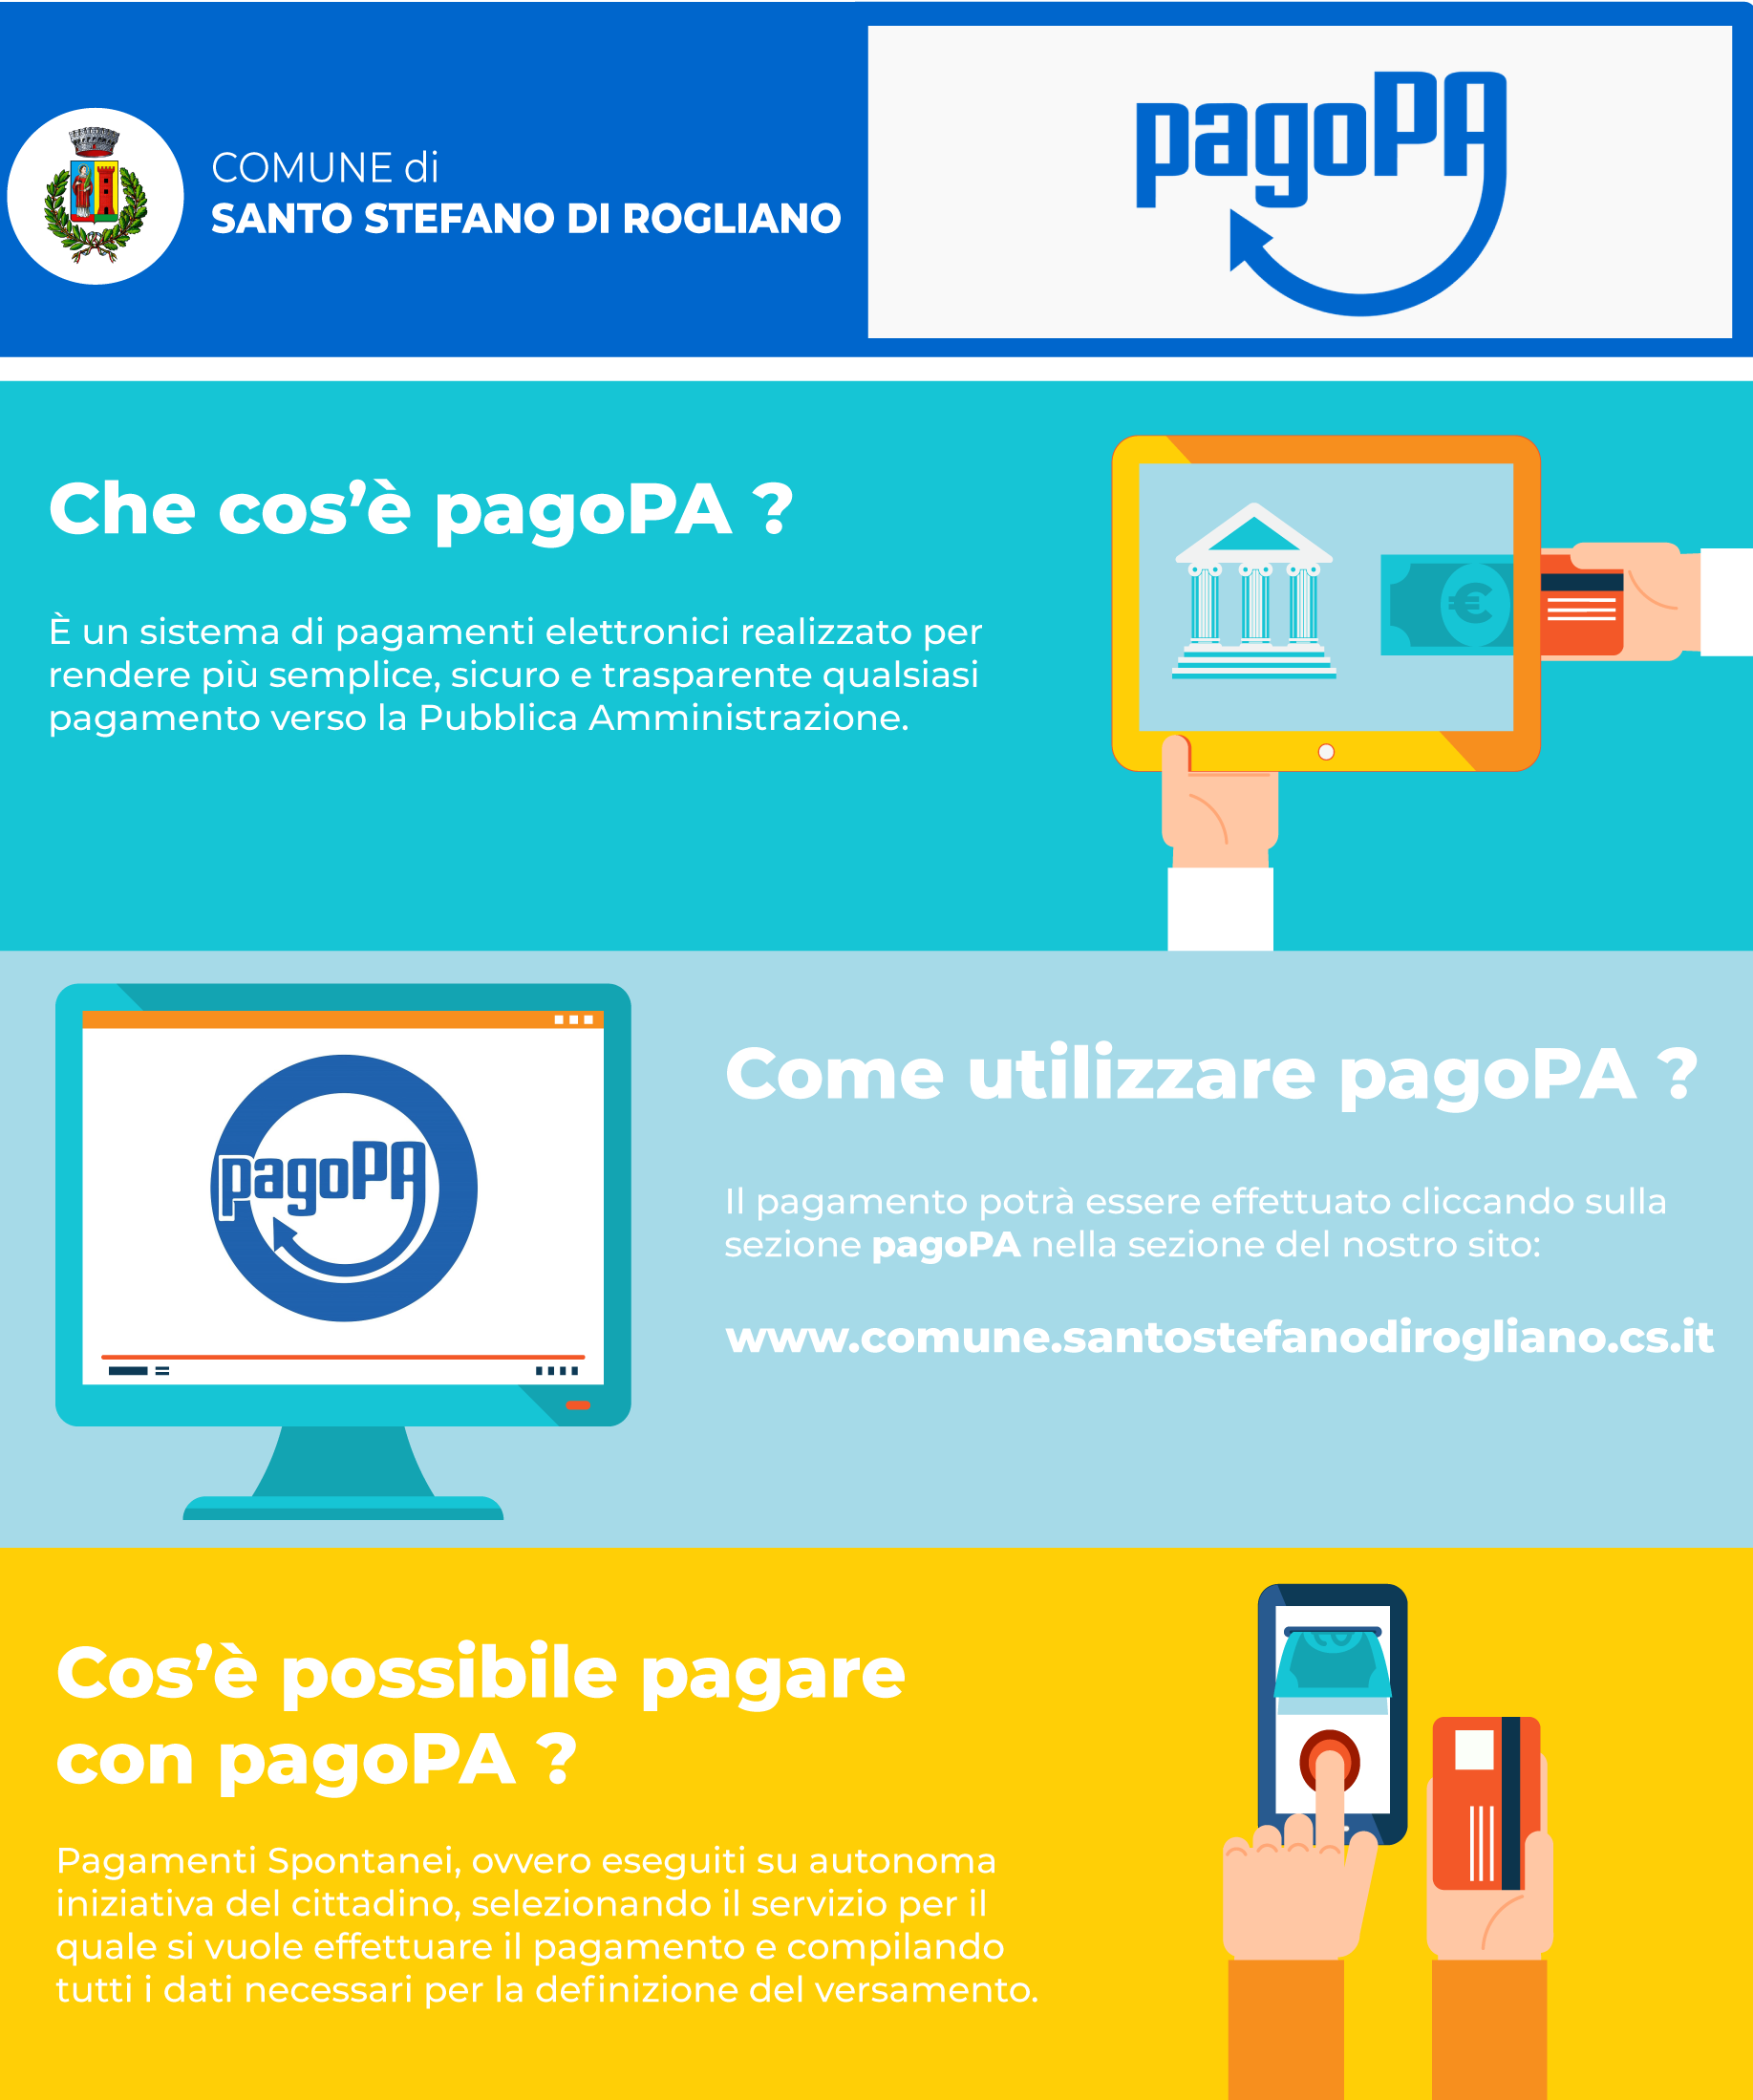 COMUNE di
SANTO STEFANO DI ROGLIANO
pagoPA
Che cos’è pagoPA ?
È un sistema di pagamenti elettronici realizzato per
rendere più semplice, sicuro e trasparente qualsiasi
pagamento verso la Pubblica Amministrazione.
€
pagoPA
Come utilizzare pagoPA ?
Il pagamento potrà essere effettuato cliccando sulla
sezione pagoPA nella sezione del nostro sito:
www.comune.santostefanodirogliano.cs.it
Cos’è possibile pagare
con pagoPA ?
Pagamenti Spontanei, ovvero eseguiti su autonoma
iniziativa del cittadino, selezionando il servizio per il
quale si vuole effettuare il pagamento e compilando
tutti i dati necessari per la definizione del versamento.